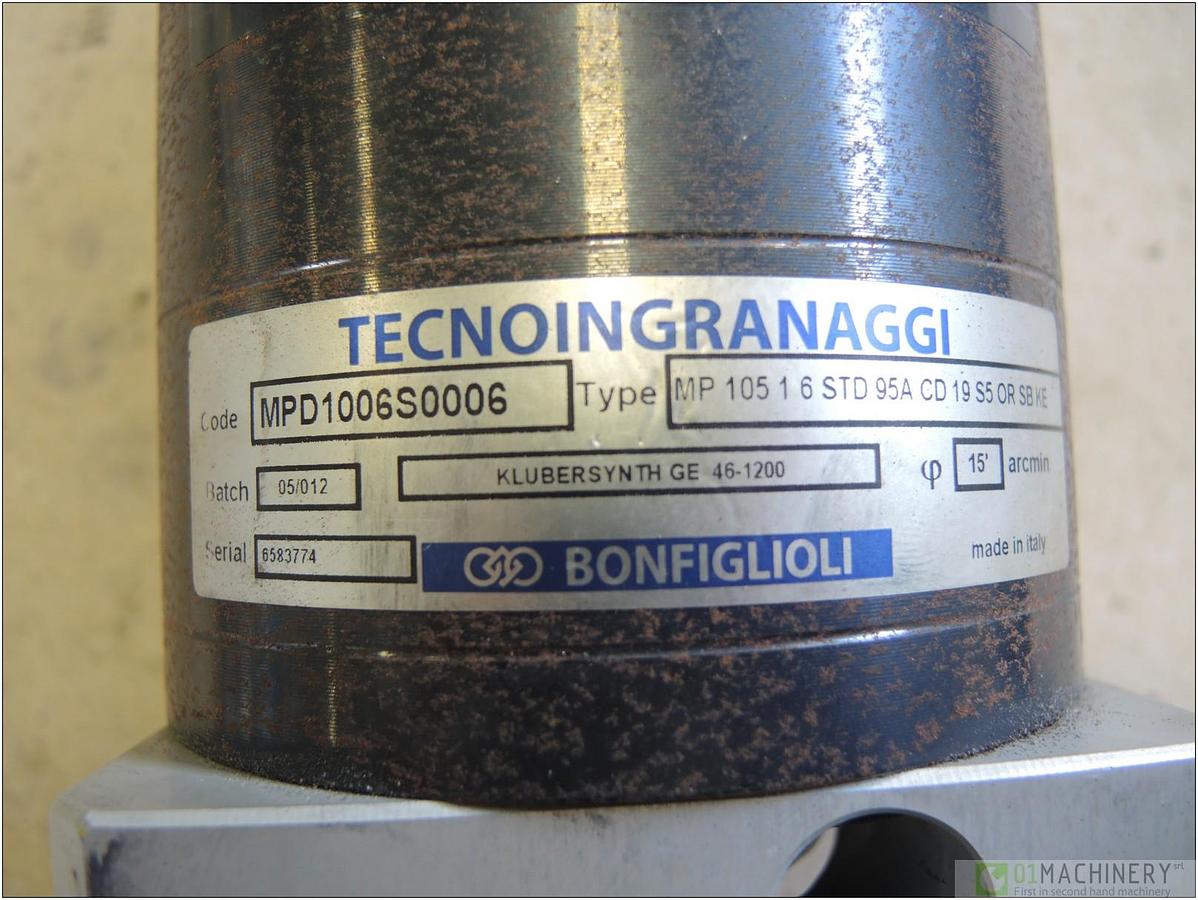 TECNOINGRANAGGI
Code MPD1006S0006 Type MP 105 1 6 STD 95A CD 19 S5 OR SB KE
Batch 05/012 KLUBERSYNTH GE 46-1200 φ 15' arcmin
Serial 6583774 BONFIGLIOLI made in italy
01MACHINERY srl
First in second hand machinery